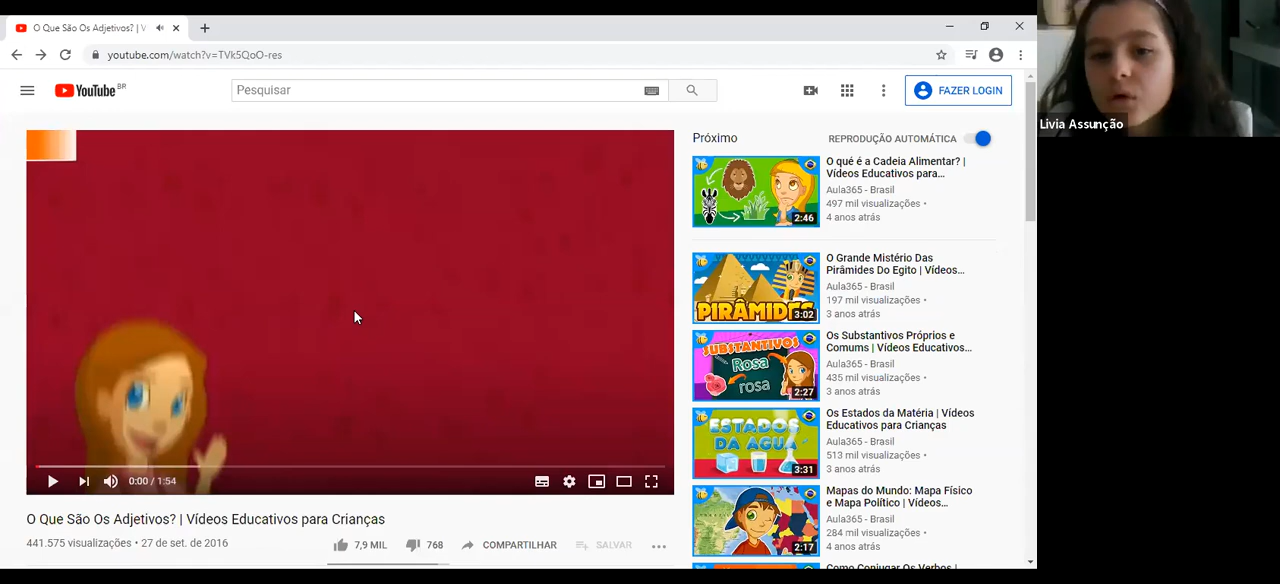 O Que São Os Adjetivos? | V
youtube.com/watch?v=TVk5QoO-res
YouTube BR
Pesquisar
FAZER LOGIN
Livia Assunção
Próximo
REPRODUÇÃO AUTOMÁTICA
O qué é a Cadeia Alimentar? |
Vídeos Educativos para...
Aula365 - Brasil
497 mil visualizações •
4 anos atrás
2:46
O Grande Mistério Das
Pirâmides Do Egito | Vídeos...
Aula365 - Brasil
197 mil visualizações •
3 anos atrás
PIRÂMIDES
3:02
Os Substantivos Próprios e
Comuns | Vídeos Educativos...
Aula365 - Brasil
435 mil visualizações •
3 anos atrás
SUBSTANTIVOS
Rosa
rosa
2:27
Os Estados da Matéria | Vídeos
Educativos para Crianças
Aula365 - Brasil
513 mil visualizações •
3 anos atrás
ESTADOS
DA ÁGUA
3:31
Mapas do Mundo: Mapa Físico
e Mapa Político | Vídeos...
Aula365 - Brasil
284 mil visualizações •
4 anos atrás
2:17
Como Conjugar Os Verbos |
0:00 / 1:54
O Que São Os Adjetivos? | Vídeos Educativos para Crianças
441.575 visualizações • 27 de set. de 2016
7,9 MIL
768
COMPARTILHAR
SALVAR